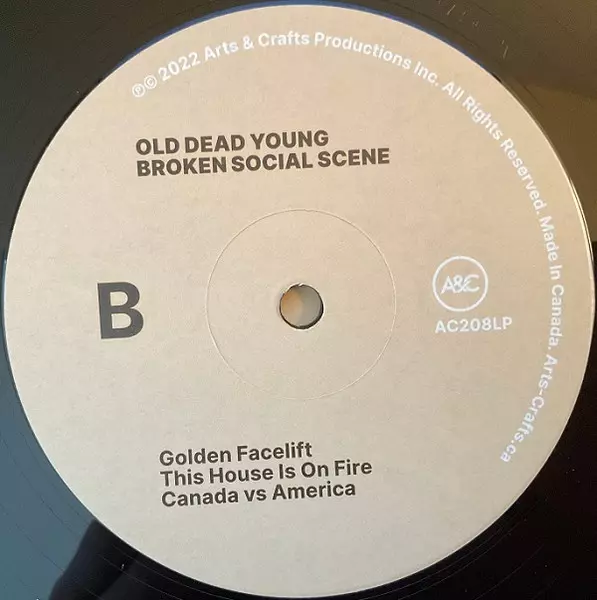 ℗© 2022 Arts & Crafts Productions Inc. All Rights Reserved. Made In Canada. Arts-Crafts.ca
OLD DEAD YOUNG
BROKEN SOCIAL SCENE
B
A&C
AC208LP
Golden Facelift
This House Is On Fire
Canada vs America